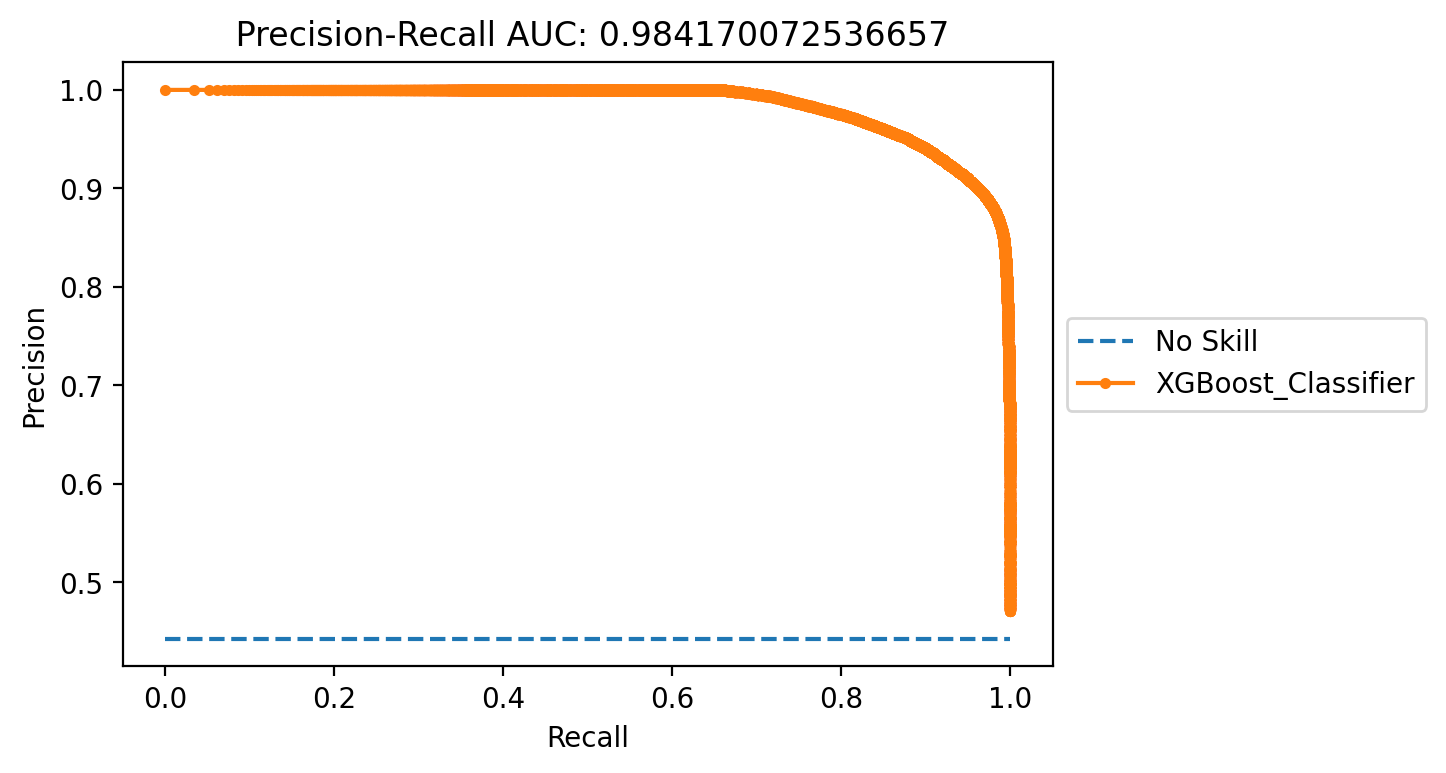 Precision-Recall AUC: 0.984170072536657
1.0
0.9
0.8
0.7
0.6
0.5
Precision
0.0 0.2 0.4 0.6 0.8 1.0
Recall
No Skill
XGBoost_Classifier